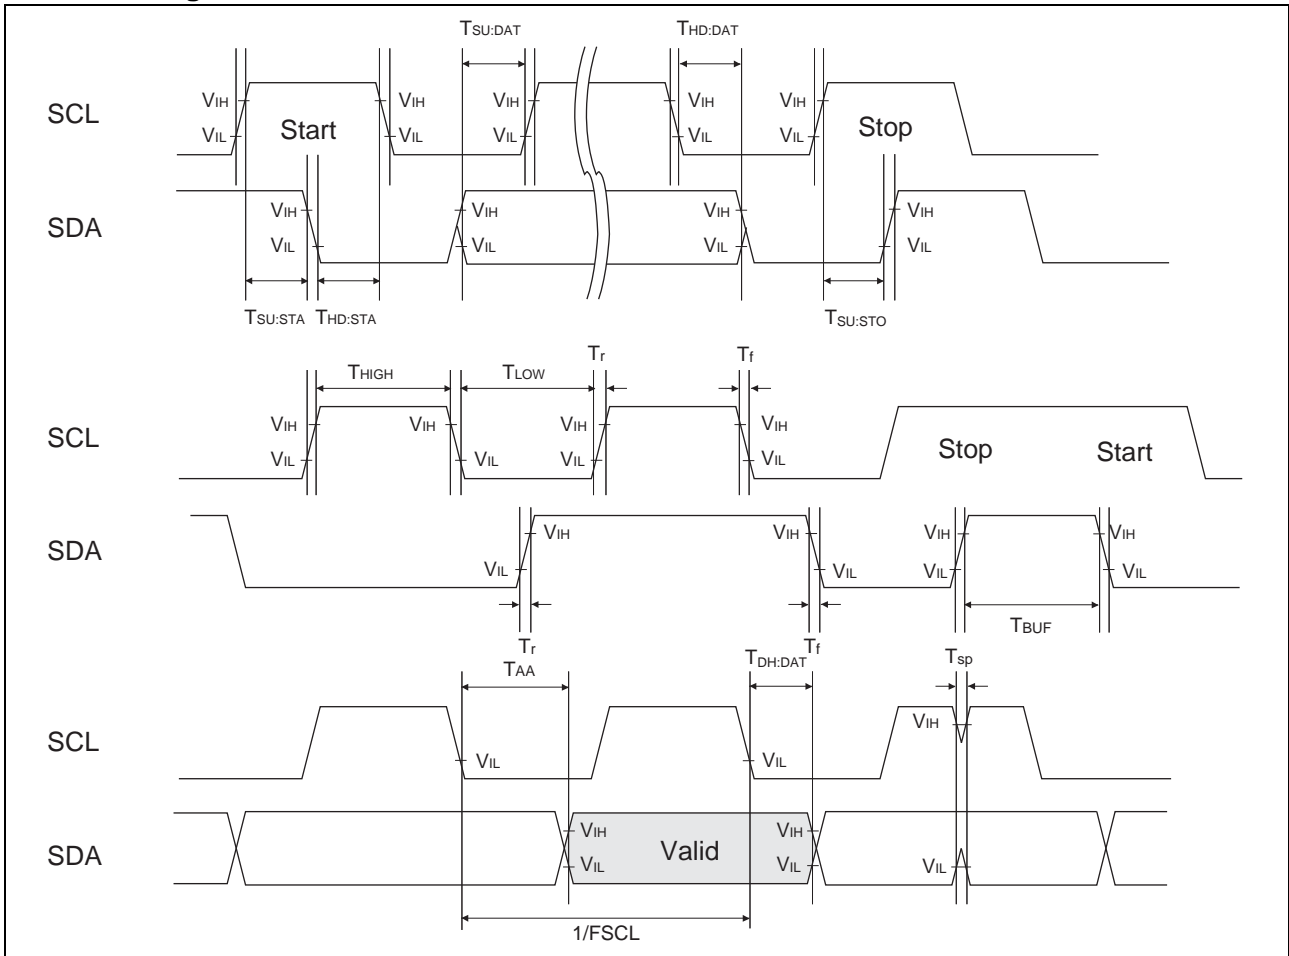 TSU:DAT THD:DAT
SCL VIH VIH VIH VIH VIH
VIL Start VIL VIL VIL VIL Stop
SDA VIH VIH VIH VIH
VIL VIL VIL VIL
TSU:STA THD:STA TSU:STO
THIGH TLOW Tr Tf
SCL VIH VIH VIH VIH
VIL VIL VIL VIL Stop Start
SDA VIH VIH VIH VIH
VIL VIL VIL VIL
Tr Tf TBUF
TAA TDH:DAT Tsp
SCL VIH
VIL VIL
SDA VIH Valid VIH
VIL VIL VIL
1/FSCL